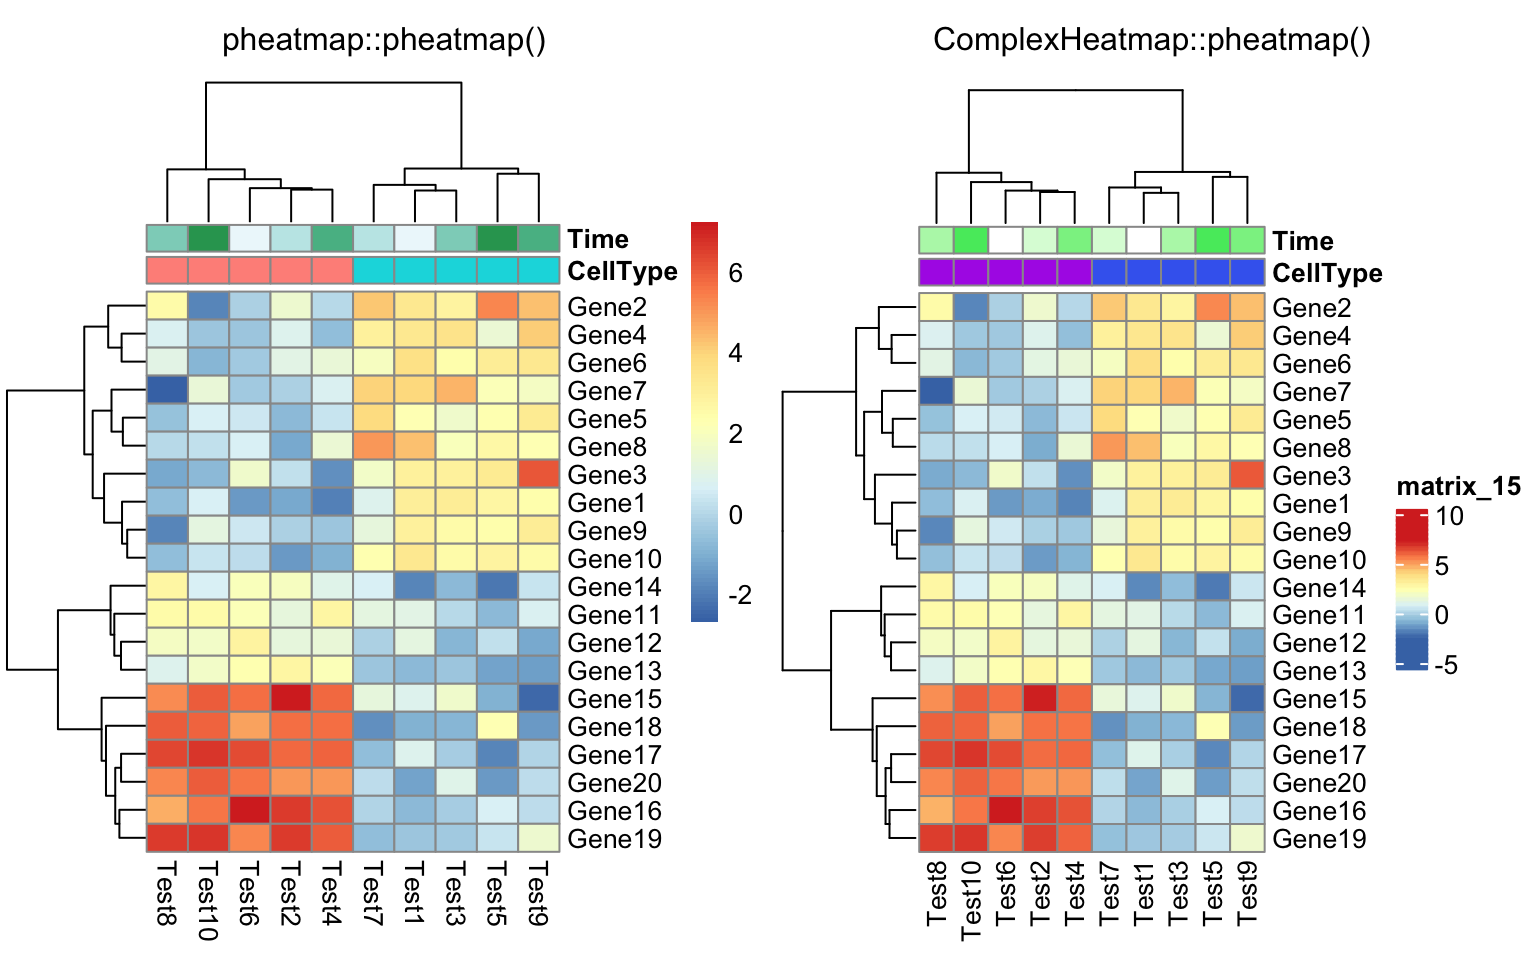 pheatmap::pheatmap()
Time
CellType
Gene2
Gene4
Gene6
Gene7
Gene5
Gene8
Gene3
Gene1
Gene9
Gene10
Gene14
Gene11
Gene12
Gene13
Gene15
Gene18
Gene17
Gene20
Gene16
Gene19
Test8
Test10
Test6
Test2
Test4
Test7
Test1
Test3
Test5
Test9
6
4
2
0
-2
ComplexHeatmap::pheatmap()
Time
CellType
Gene2
Gene4
Gene6
Gene7
Gene5
Gene8
Gene3
Gene1
Gene9
Gene10
Gene14
Gene11
Gene12
Gene13
Gene15
Gene18
Gene17
Gene20
Gene16
Gene19
Test8
Test10
Test6
Test2
Test4
Test7
Test1
Test3
Test5
Test9
matrix_15
10
5
0
-5